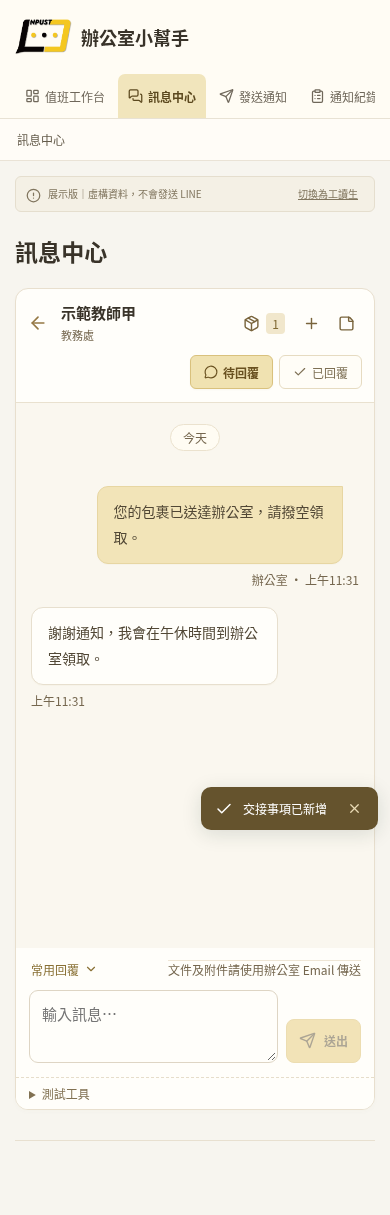 NPUST
辦公室小幫手
值班工作台
訊息中心
發送通知
通知紀錄
訊息中心
展示版｜虛構資料，不會發送 LINE
切換為工讀生
訊息中心
示範教師甲
教務處
1
待回覆
已回覆
今天
您的包裹已送達辦公室，請撥空領
取。
辦公室 · 上午11:31
謝謝通知，我會在午休時間到辦公
室領取。
上午11:31
交接事項已新增
常用回覆
文件及附件請使用辦公室 Email 傳送
輸入訊息…
送出
測試工具